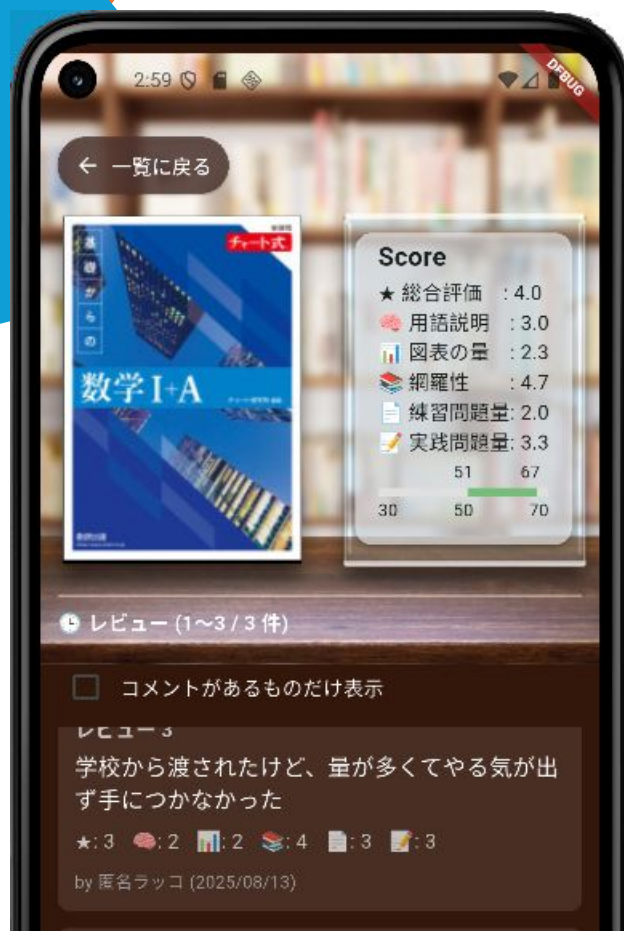 2:59
DEBUG
← 一覧に戻る
チャート式
基礎からの
数学 I+A
数研出版
Score
★ 総合評価 : 4.0
🧠 用語説明 : 3.0
📊 図表の量 : 2.3
📚 網羅性 : 4.7
📄 練習問題量: 2.0
📝 実践問題量: 3.3
51 67
30 50 70
🕒 レビュー (1～3 / 3 件)
コメントがあるものだけ表示
レビュー 3
学校から渡されたけど、量が多くてやる気が出
ず手につかなかった
★: 3 🧠: 2 📊: 2 📚: 4 📄: 3 📝: 3
by 匿名ラッコ (2025/08/13)